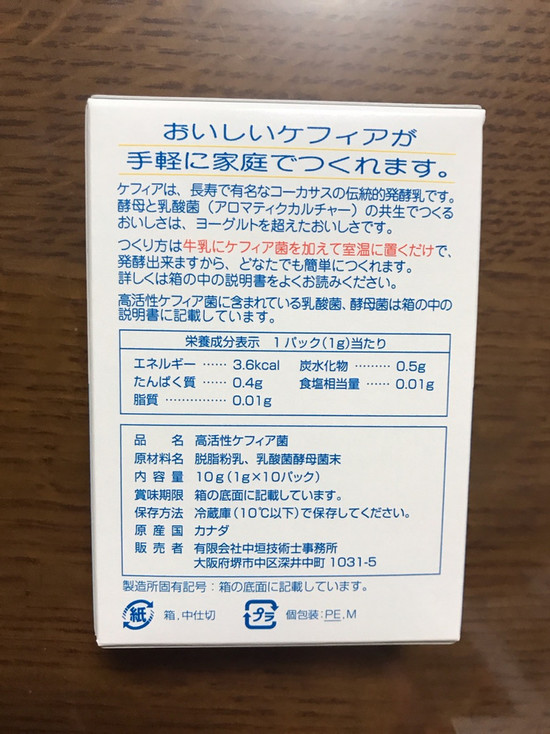 おいしいケフィアが
手軽に家庭でつくれます。
ケフィアは、長寿で有名なコーカサスの伝統的発酵乳です。
酵母と乳酸菌（アロマティクカルチャー）の共生でつくる
おいしさは、ヨーグルトを超えたおいしさです。
つくり方は牛乳にケフィア菌を加えて室温に置くだけで、
発酵出来ますから、どなたでも簡単につくれます。
詳しくは箱の中の説明書をよくお読みください。
高活性ケフィア菌に含まれている乳酸菌、酵母菌は箱の中の
説明書に記載しています。
栄養成分表示 1パック(1g)当たり
エネルギー …… 3.6kcal 炭水化物 ……… 0.5g
たんぱく質 …… 0.4g 食塩相当量 …… 0.01g
脂質 …………… 0.01g
品名 高活性ケフィア菌
原材料名 脱脂粉乳、乳酸菌酵母菌末
内容量 10g(1g×10パック)
賞味期限 箱の底面に記載しています。
保存方法 冷蔵庫(10℃以下)で保存してください。
原産国 カナダ
販売者 有限会社中垣技術士事務所
大阪府堺市中区深井中町 1031-5
製造所固有記号：箱の底面に記載しています。
紙 箱，中仕切 プラ 個包装：PE，M